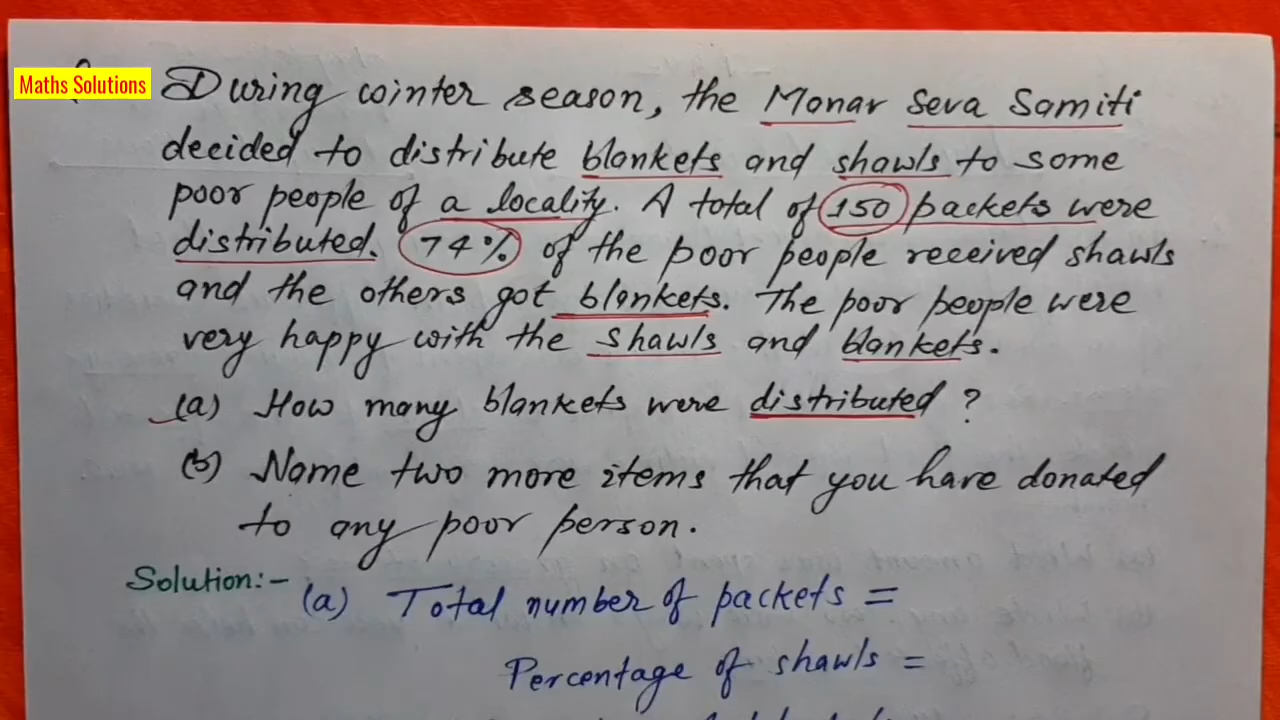 Maths Solutions
During winter season, the Manav Seva Samiti
decided to distribute blankets and shawls to some
poor people of a locality. A total of 150 packets were
distributed. 74% of the poor people received shawls
and the others got blankets. The poor people were
very happy with the shawls and blankets.
(a) How many blankets were distributed ?
(b) Name two more items that you have donated
to any poor person.
Solution:-
(a) Total number of packets =
Percentage of shawls =